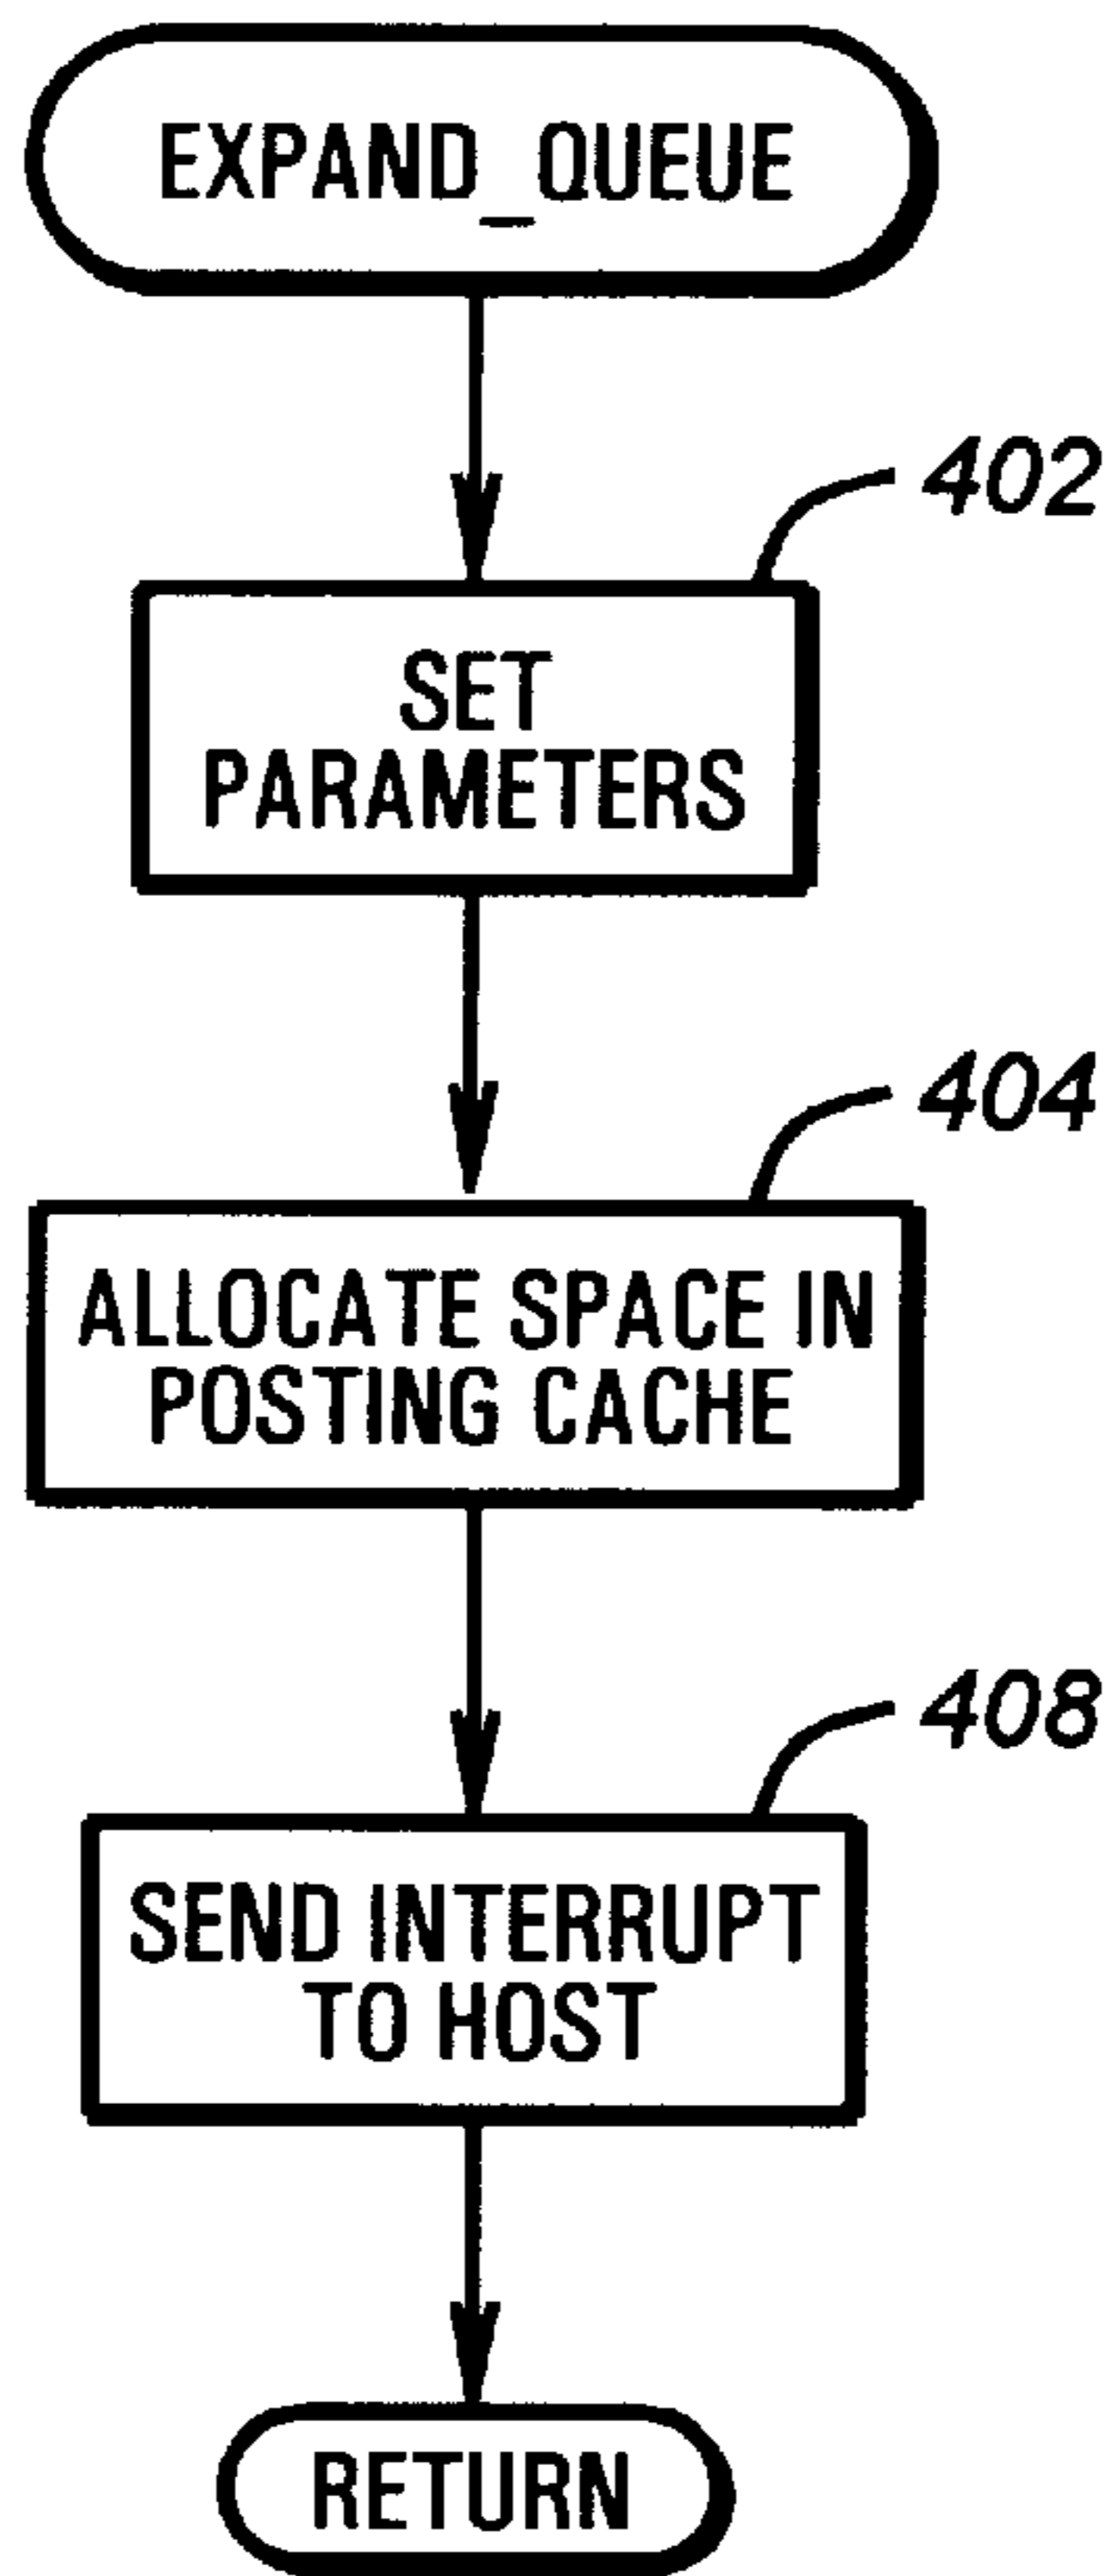 EXPAND_QUEUE
402
SET
PARAMETERS
404
ALLOCATE SPACE IN
POSTING CACHE
408
SEND INTERRUPT
TO HOST
RETURN